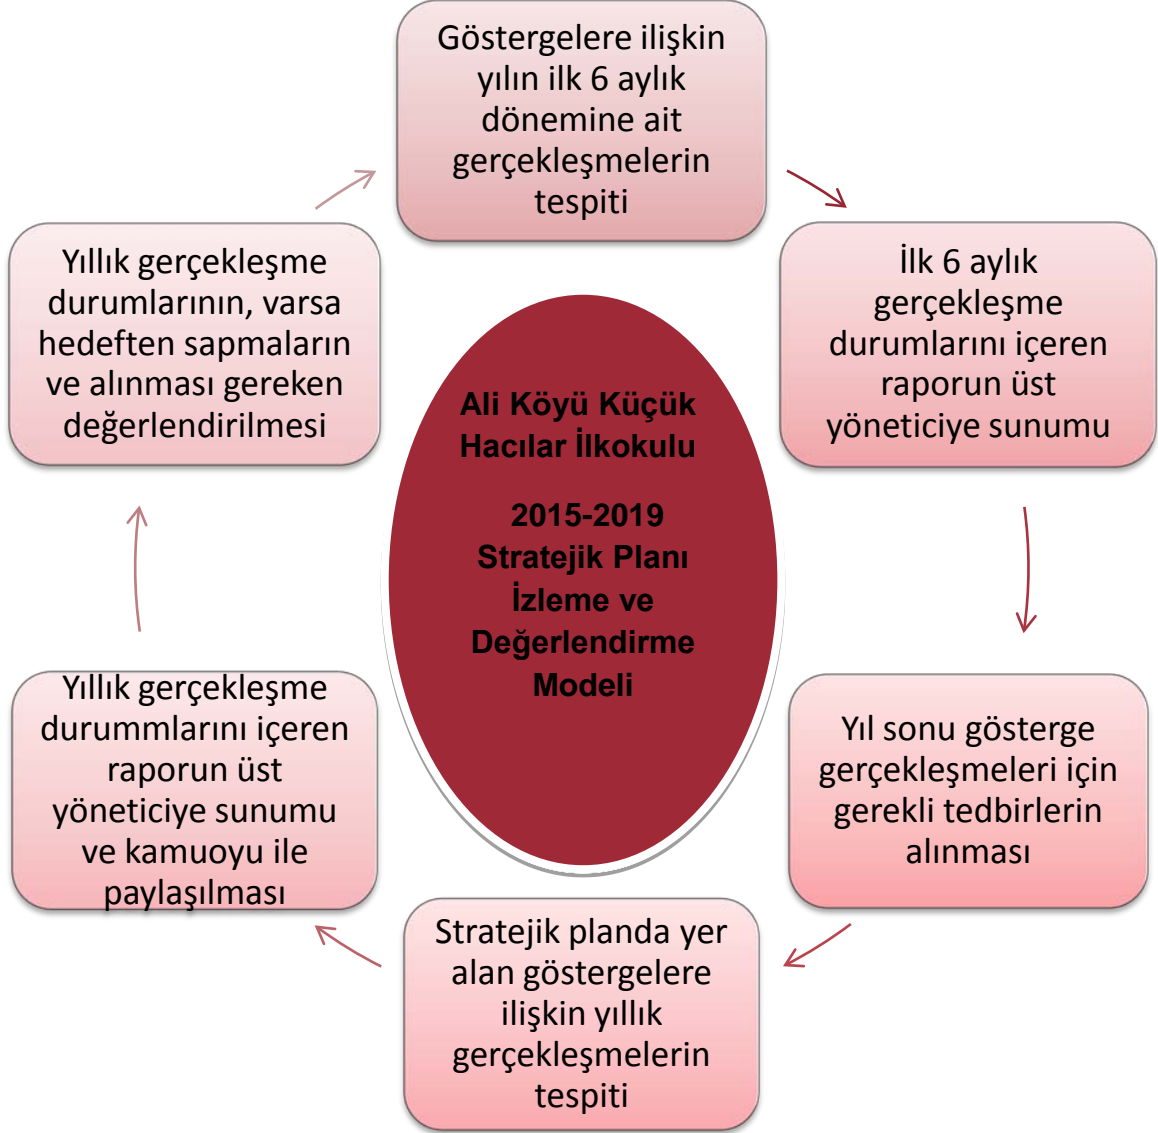 Göstergelere ilişkin
yılın ilk 6 aylık
dönemine ait
gerçekleşmelerin
tespiti
İlk 6 aylık
gerçekleşme
durumlarını içeren
raporun üst
yöneticiye sunumu
Yıl sonu gösterge
gerçekleşmeleri için
gerekli tedbirlerin
alınması
Stratejik planda yer
alan göstergelere
ilişkin yıllık
gerçekleşmelerin
tespiti
Yıllık gerçekleşme
durummlarını içeren
raporun üst
yöneticiye sunumu
ve kamuoyu ile
paylaşılması
Yıllık gerçekleşme
durumlarının, varsa
hedeften sapmaların
ve alınması gereken
değerlendirilmesi
Ali Köyü Küçük
Hacılar İlkokulu
2015-2019
Stratejik Planı
İzleme ve
Değerlendirme
Modeli